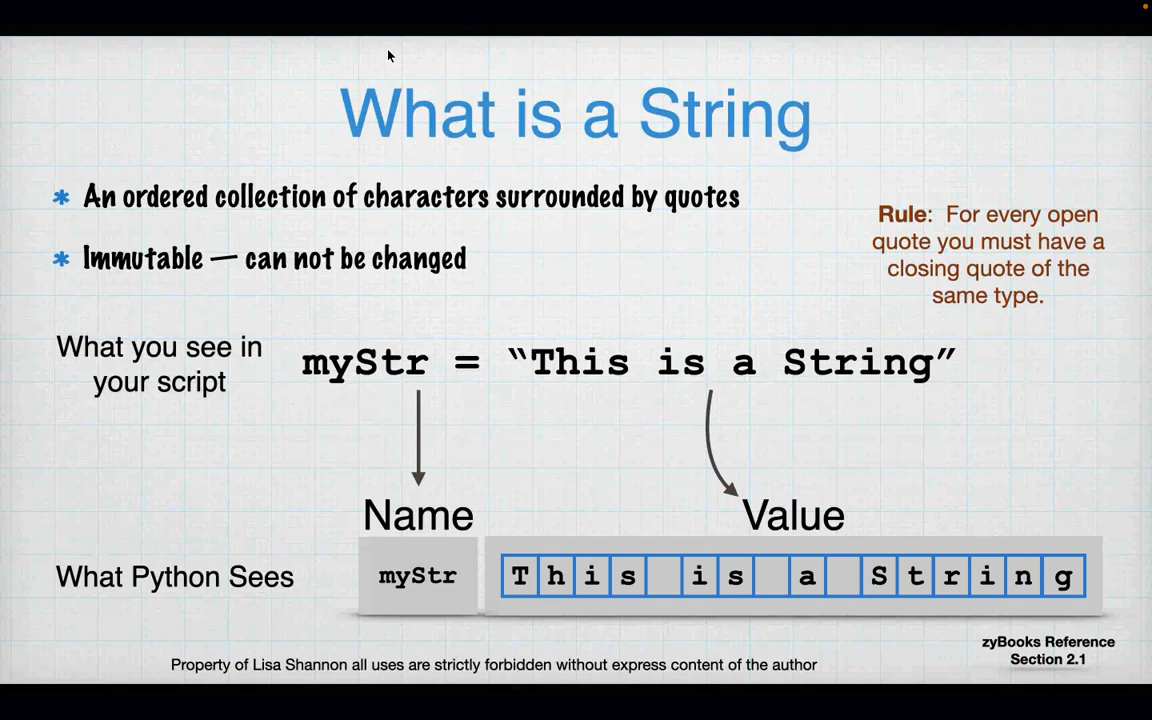 What is a String
* An ordered collection of characters surrounded by quotes
* Immutable — can not be changed
Rule:  For every open
quote you must have a
closing quote of the
same type.
What you see in
your script
myStr = “This is a String”
Name
Value
What Python Sees
myStr
T h i s   i s   a   S t r i n g
zyBooks Reference
Section 2.1
Property of Lisa Shannon all uses are strictly forbidden without express content of the author